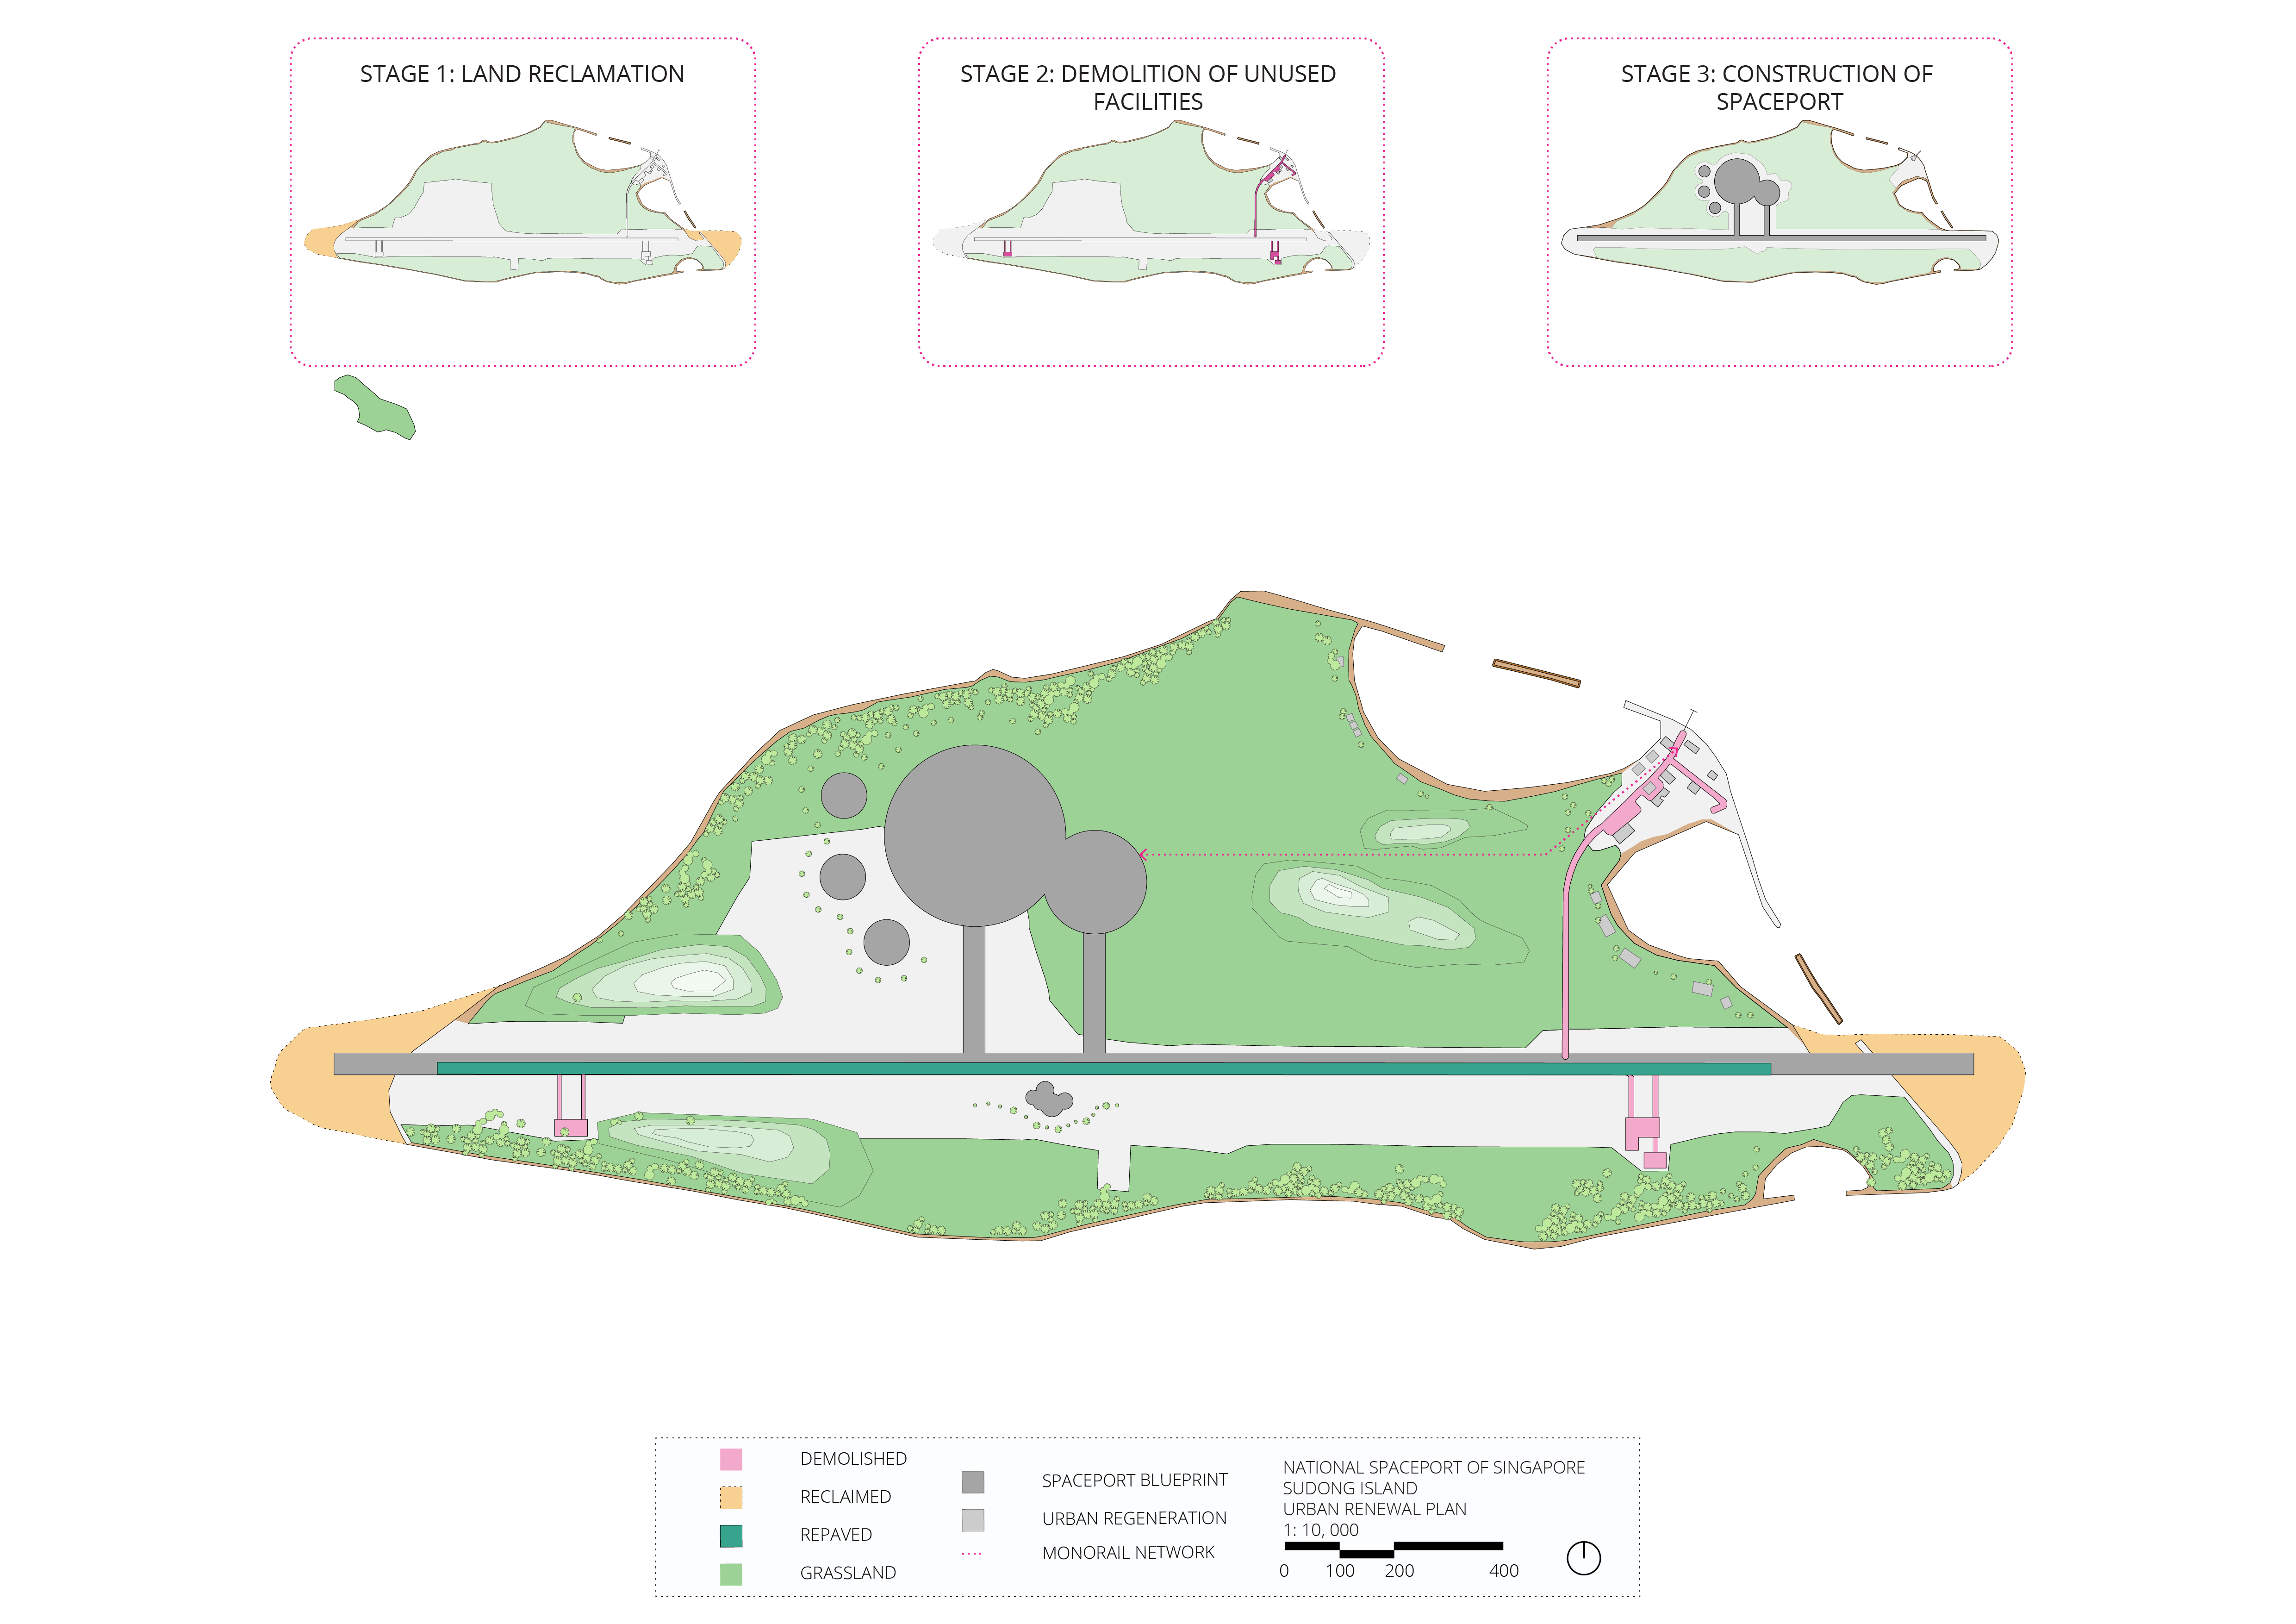 STAGE 1: LAND RECLAMATION
STAGE 2: DEMOLITION OF UNUSED
FACILITIES
STAGE 3: CONSTRUCTION OF
SPACEPORT
DEMOLISHED
RECLAIMED
REPAVED
GRASSLAND
SPACEPORT BLUEPRINT
URBAN REGENERATION
MONORAIL NETWORK
NATIONAL SPACEPORT OF SINGAPORE
SUDONG ISLAND
URBAN RENEWAL PLAN
1: 10, 000
0 100 200 400